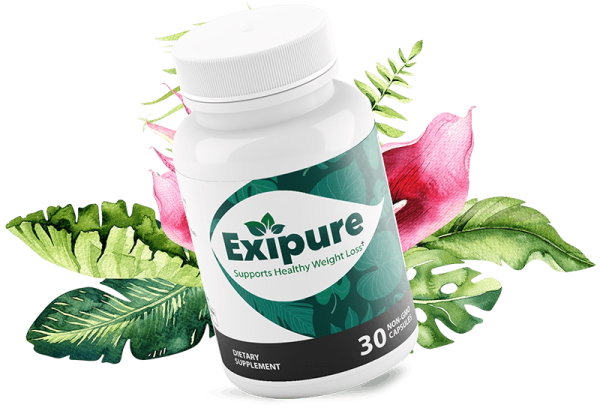 Exipure
Supports Healthy Weight Loss†
DIETARY
SUPPLEMENT
30 NON-GMO
CAPSULES